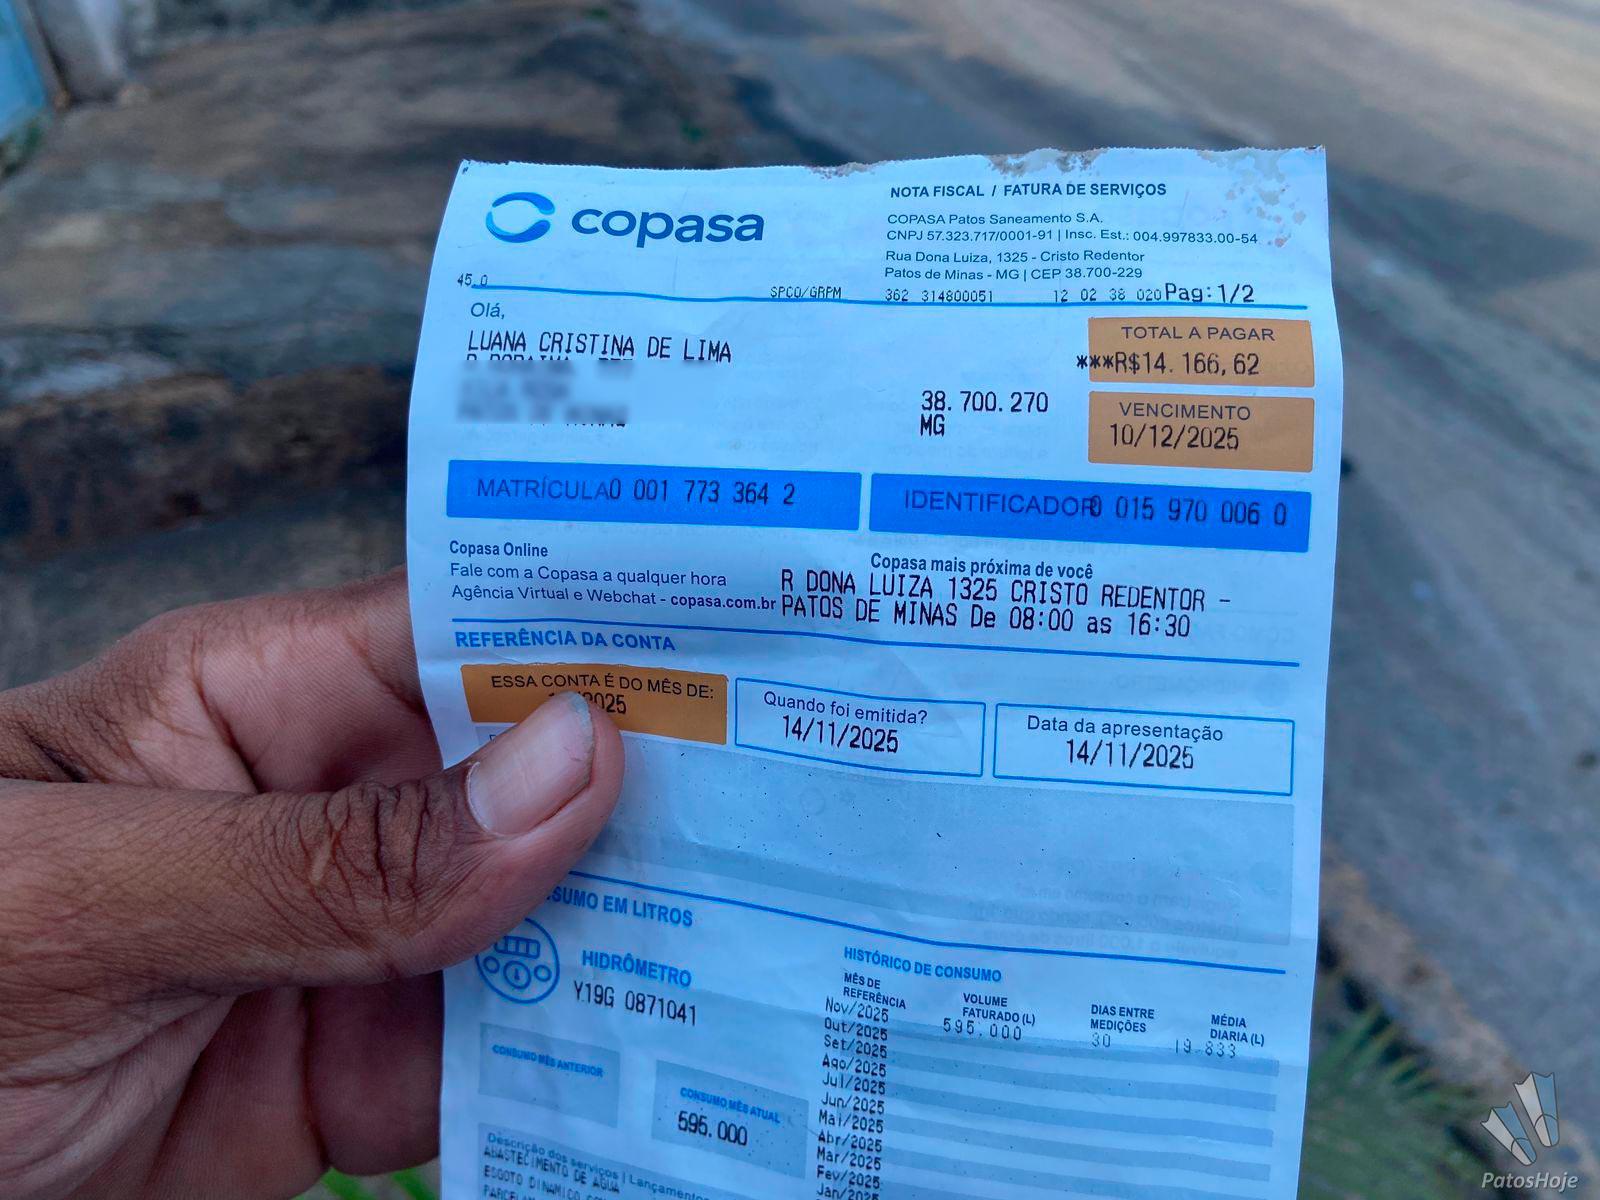 copasa
NOTA FISCAL / FATURA DE SERVIÇOS
COPASA Patos Saneamento S.A.
CNPJ 57.323.717/0001-91 | Insc. Est.: 004.997833.00-54
Rua Dona Luiza, 1325 - Cristo Redentor
Patos de Minas - MG | CEP 38.700-229
45.0 SPCO/GRPM 362 314800051 12 02 38 020 Pag: 1/2
Olá,
LUANA CRISTINA DE LIMA
38.700.270
MG
TOTAL A PAGAR
***R$14.166,62
VENCIMENTO
10/12/2025
MATRÍCULA 0 001 773 364 2
IDENTIFICADOR 0 015 970 006 0
Copasa Online
Fale com a Copasa a qualquer hora
Agência Virtual e Webchat - copasa.com.br
Copasa mais próxima de você
R DONA LUIZA 1325 CRISTO REDENTOR -
PATOS DE MINAS De 08:00 as 16:30
REFERÊNCIA DA CONTA
ESSA CONTA É DO MÊS DE:
Quando foi emitida?
14/11/2025
Data da apresentação
14/11/2025
EM LITROS
HIDRÔMETRO
Y19G 0871041
CONSUMO MÊS ANTERIOR
CONSUMO MÊS ATUAL
595.000
HISTÓRICO DE CONSUMO
MÊS DE REFERÊNCIA VOLUME FATURADO (L) DIAS ENTRE MEDIÇÕES MÉDIA DIARIA (L)
Nov/2025 595.000 30 19.833
Out/2025
Set/2025
Ago/2025
Jul/2025
Jun/2025
Mai/2025
Abr/2025
Mar/2025
Fev/2025
Jan/2025
Descrição dos serviços | Lançamentos
ABASTECIMENTO DE ÁGUA
ESGOTO DINAMICO
PatosHoje